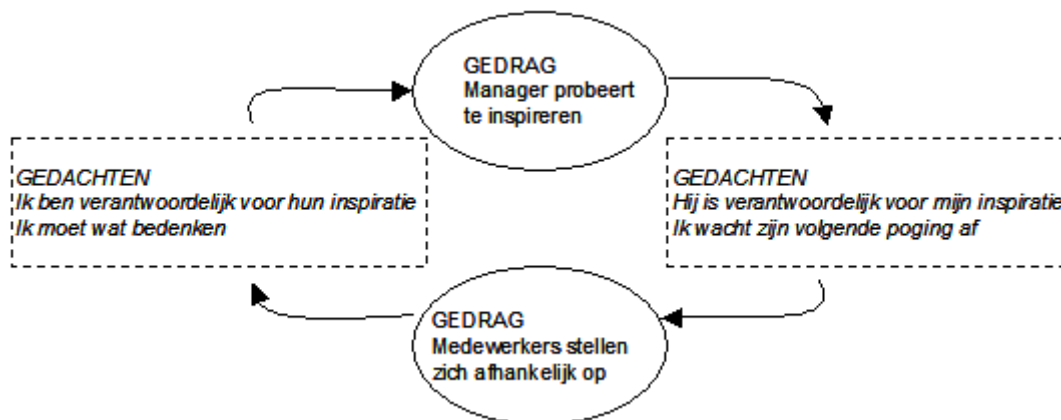 GEDRAG
Manager probeert
te inspireren
GEDACHTEN
Ik ben verantwoordelijk voor hun inspiratie
Ik moet wat bedenken
GEDACHTEN
Hij is verantwoordelijk voor mijn inspiratie
Ik wacht zijn volgende poging af
GEDRAG
Medewerkers stellen
zich afhankelijk op